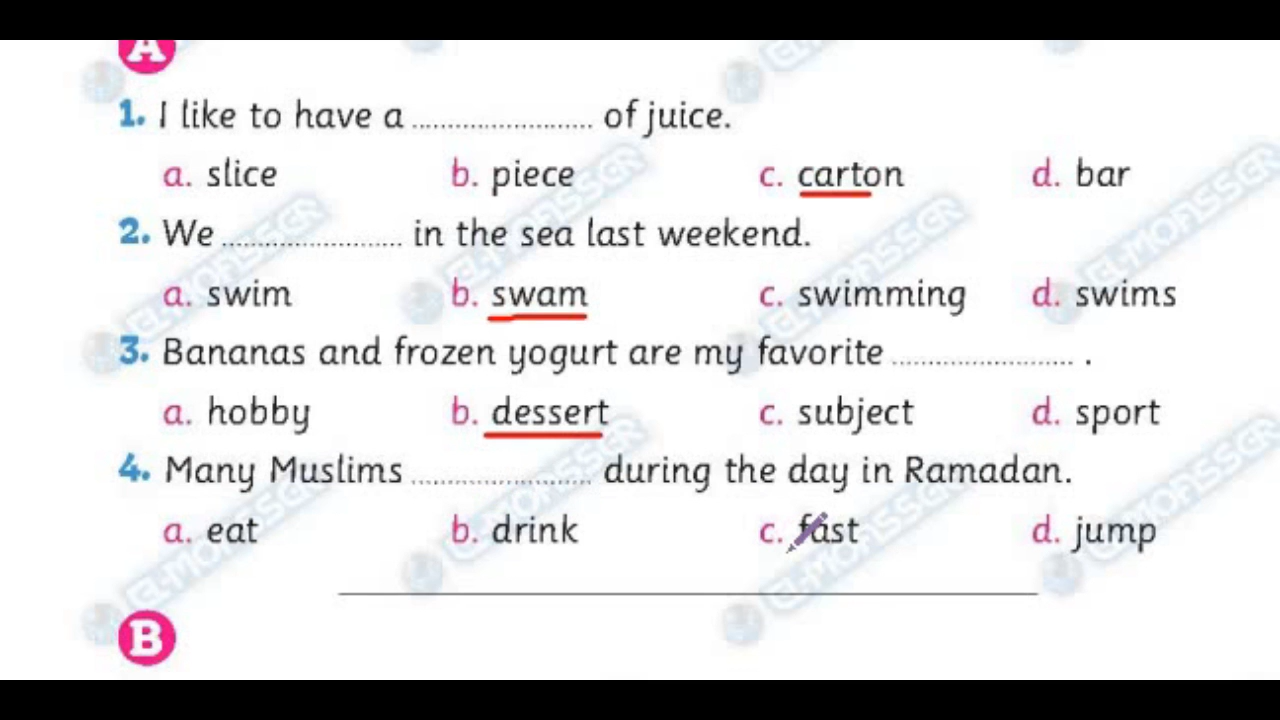 A
1. I like to have a ........................ of juice.
a. slice b. piece c. carton d. bar
2. We ........................ in the sea last weekend.
a. swim b. swam c. swimming d. swims
3. Bananas and frozen yogurt are my favorite ........................ .
a. hobby b. dessert c. subject d. sport
4. Many Muslims ........................ during the day in Ramadan.
a. eat b. drink c. fast d. jump
B